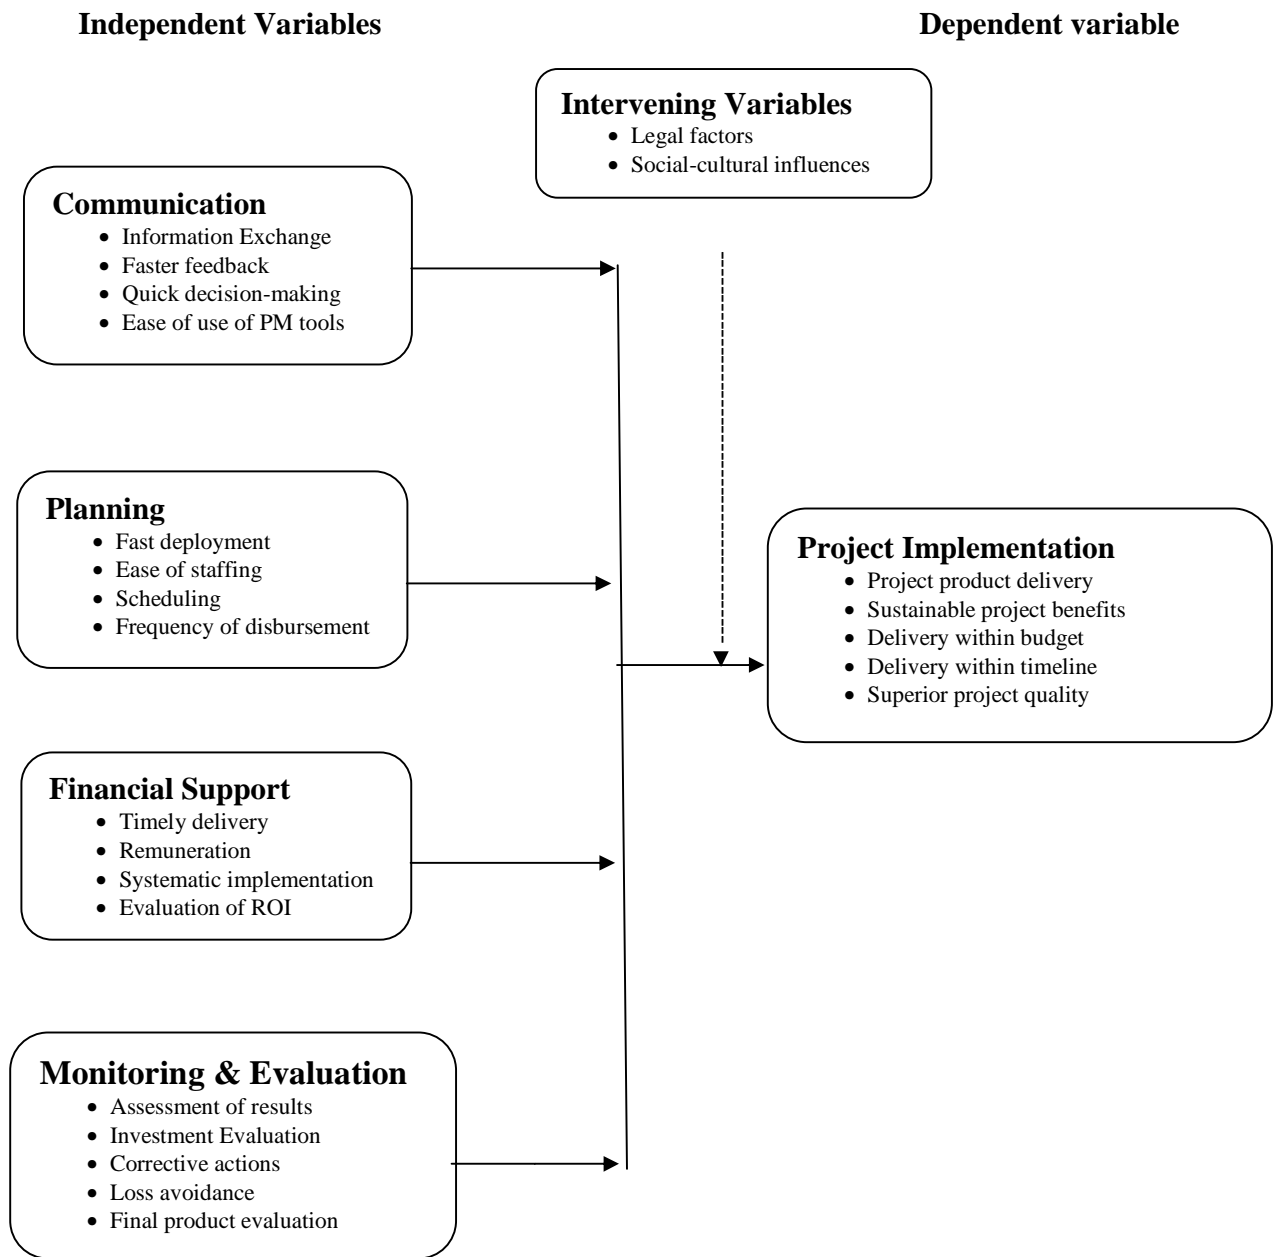 Independent Variables
Dependent variable
Intervening Variables
• Legal factors
• Social-cultural influences
Communication
• Information Exchange
• Faster feedback
• Quick decision-making
• Ease of use of PM tools
Planning
• Fast deployment
• Ease of staffing
• Scheduling
• Frequency of disbursement
Project Implementation
• Project product delivery
• Sustainable project benefits
• Delivery within budget
• Delivery within timeline
• Superior project quality
Financial Support
• Timely delivery
• Remuneration
• Systematic implementation
• Evaluation of ROI
Monitoring & Evaluation
• Assessment of results
• Investment Evaluation
• Corrective actions
• Loss avoidance
• Final product evaluation